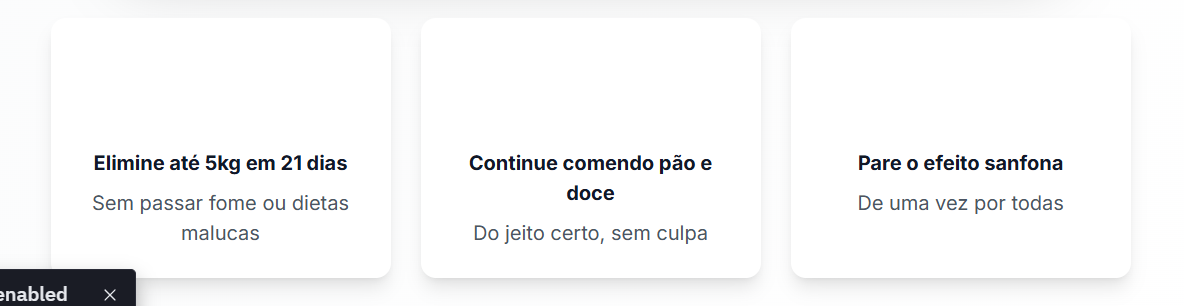 Elimine até 5kg em 21 dias
Sem passar fome ou dietas
malucas
Continue comendo pão e
doce
Do jeito certo, sem culpa
Pare o efeito sanfona
De uma vez por todas
enabled